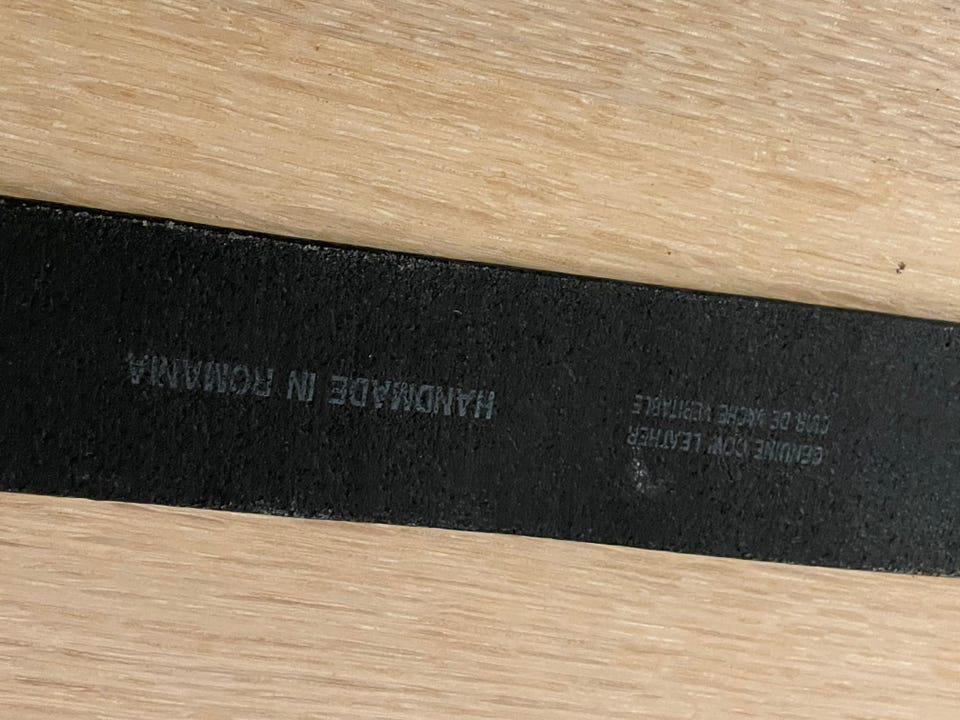 GENUINE COW LEATHER
CUIR DE VACHE VERITABLE
HANDMADE IN ROMANIA